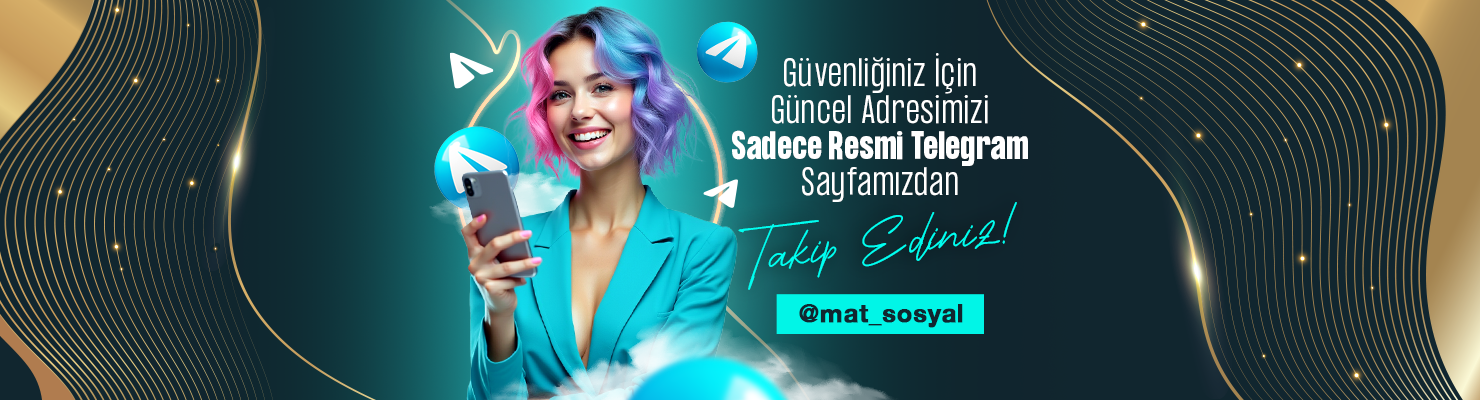 Güvenliğiniz İçin
Güncel Adresimizi
Sadece Resmi Telegram
Sayfamızdan
Takip Ediniz!
@mat_sosyal